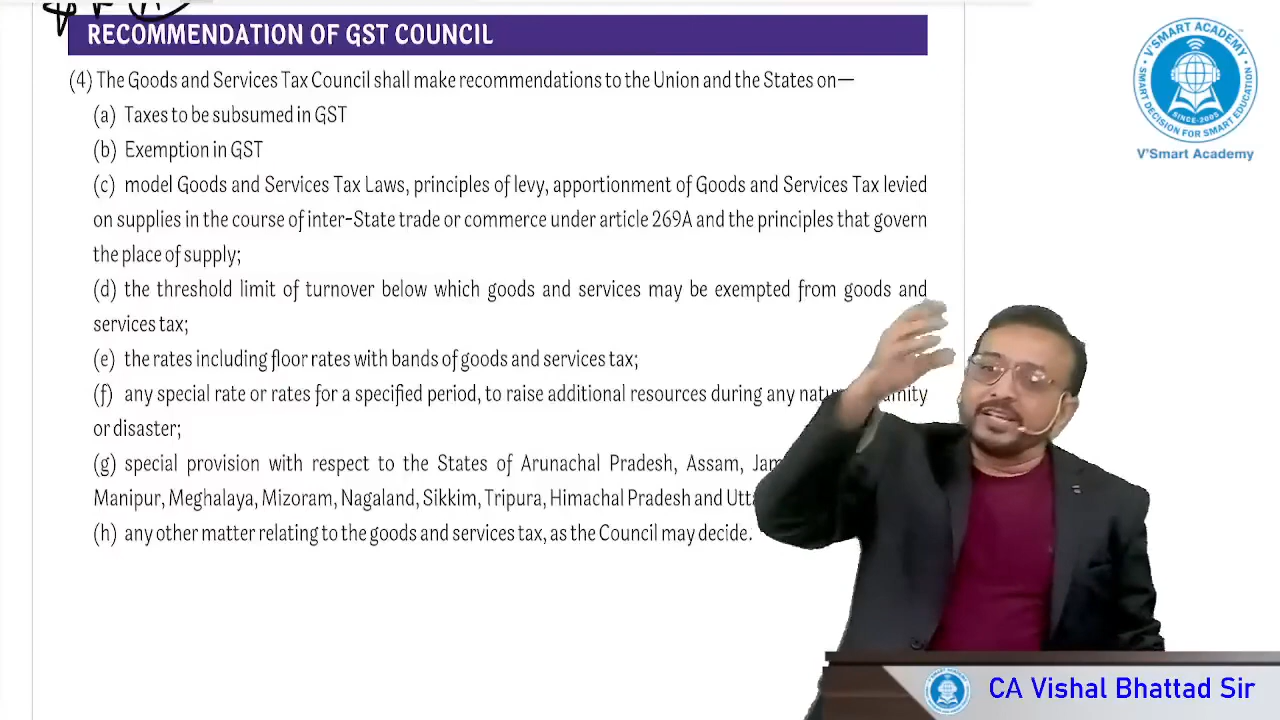 RECOMMENDATION OF GST COUNCIL
(4) The Goods and Services Tax Council shall make recommendations to the Union and the States on—
(a) Taxes to be subsumed in GST
(b) Exemption in GST
(c) model Goods and Services Tax Laws, principles of levy, apportionment of Goods and Services Tax levied
on supplies in the course of inter-State trade or commerce under article 269A and the principles that govern
the place of supply;
(d) the threshold limit of turnover below which goods and services may be exempted from goods and
services tax;
(e) the rates including floor rates with bands of goods and services tax;
(f) any special rate or rates for a specified period, to raise additional resources during any
or disaster;
(g) special provision with respect to the States of Arunachal Pradesh, Assam,
Manipur, Meghalaya, Mizoram, Nagaland, Sikkim, Tripura, Himachal Pradesh and
(h) any other matter relating to the goods and services tax, as the Council may decide.
V'SMART ACADEMY
SMART DECISION FOR SMART EDUCATION
SINCE-2005
V'Smart Academy
CA Vishal Bhattad Sir